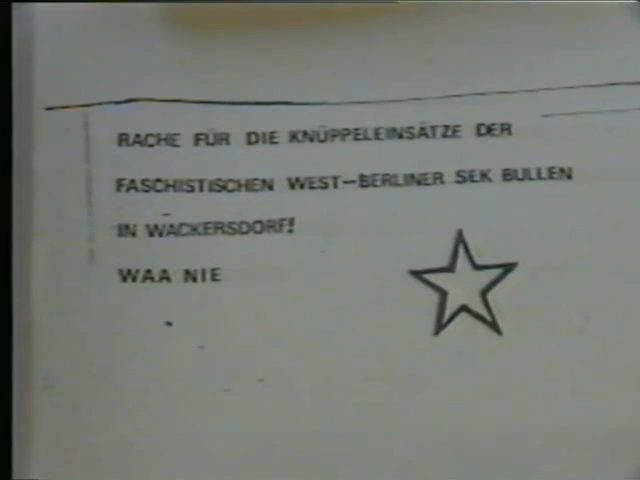 RACHE FÜR DIE KNÜPPELEINSÄTZE DER
FASCHISTISCHEN WEST-BERLINER SEK BULLEN
IN WACKERSDORF!
WAA NIE